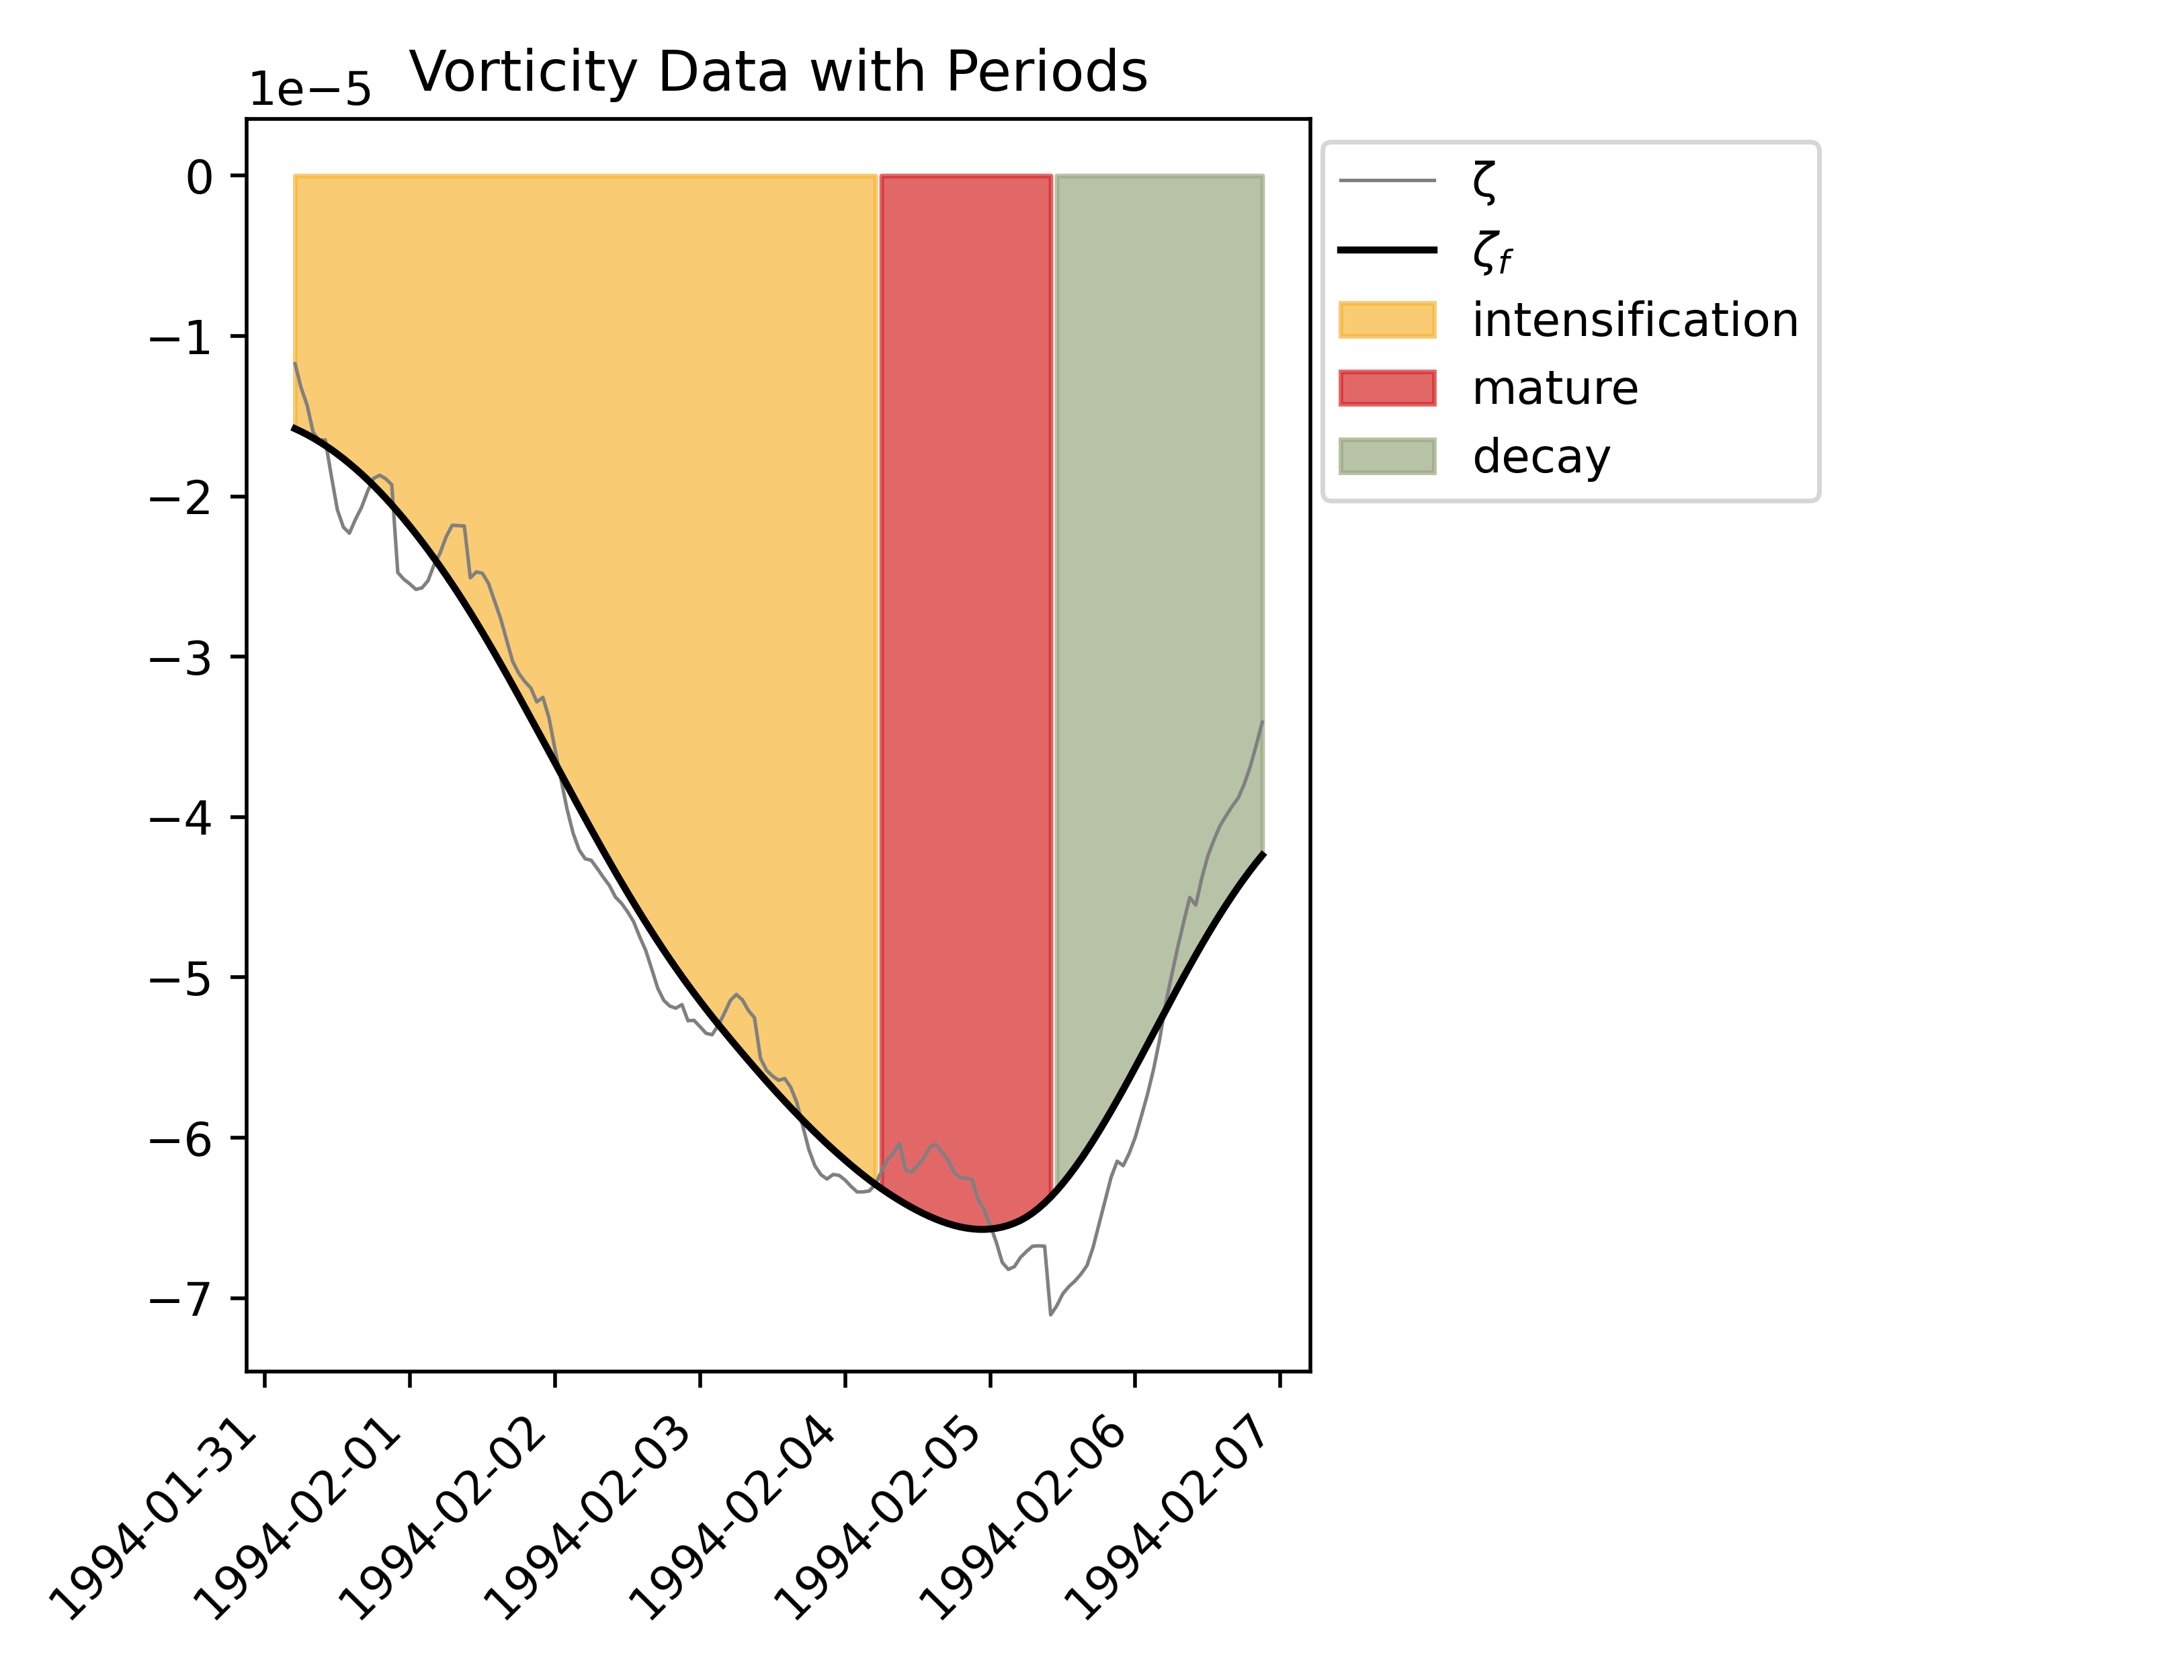 Vorticity Data with Periods
1e−5
0
−1
−2
−3
−4
−5
−6
−7
1994-01-31
1994-02-01
1994-02-02
1994-02-03
1994-02-04
1994-02-05
1994-02-06
1994-02-07
ζ
ζf
intensification
mature
decay